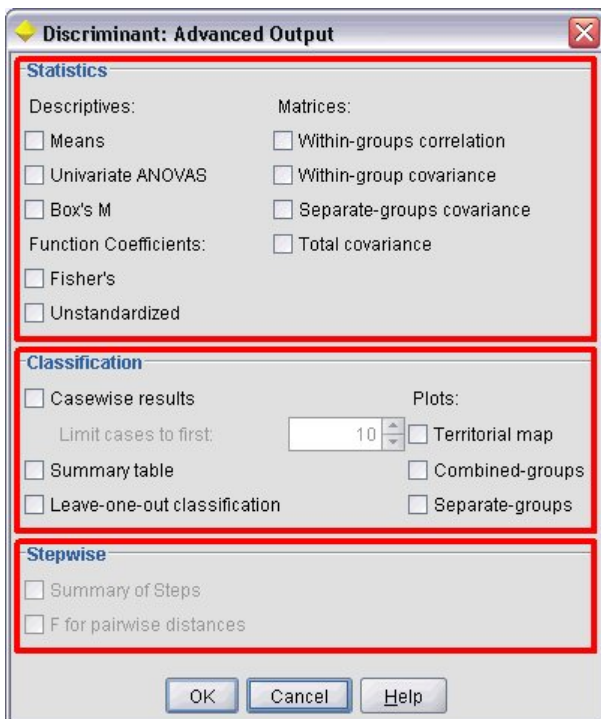 Discriminant: Advanced Output
Statistics
Descriptives:
Means
Univariate ANOVAS
Box's M
Function Coefficients:
Fisher's
Unstandardized
Matrices:
Within-groups correlation
Within-group covariance
Separate-groups covariance
Total covariance
Classification
Casewise results
Limit cases to first: 10
Summary table
Leave-one-out classification
Plots:
Territorial map
Combined-groups
Separate-groups
Stepwise
Summary of Steps
F for pairwise distances
OK Cancel Help